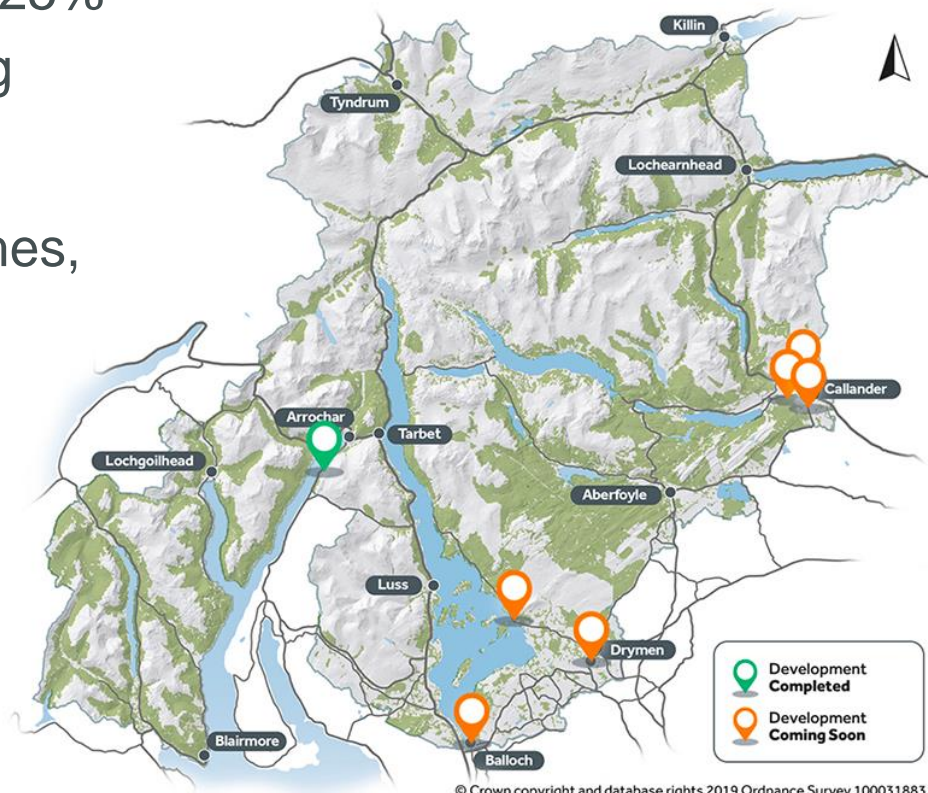 g
nes,
Killin
Tyndrum
Lochearnhead
Callander
Arrochar
Tarbet
Lochgoilhead
Aberfoyle
Luss
Drymen
Development
Completed
Development
Coming Soon
Blairmore
Balloch
© Crown copyright and database rights 2019 Ordnance Survey 100031883